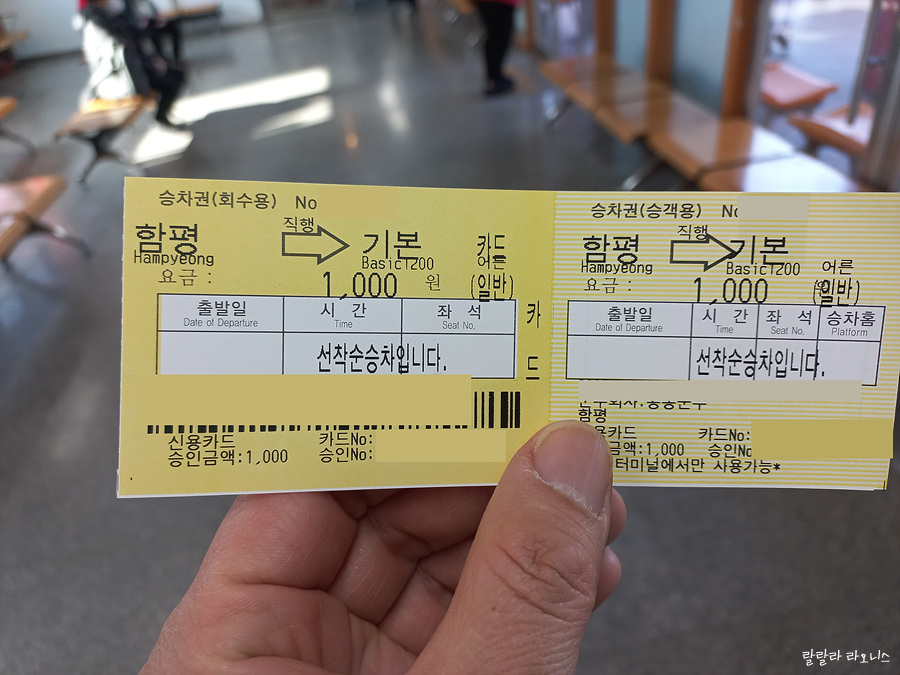 승차권(회수용) No
직행
함평 기본 카드
Hampyeong Basic1200 어른
요금 : 1,000 원 (일반)
출발일 시 간 좌 석
Date of Departure Time Seat No.
선착순승차입니다.
카
드
신용카드 카드No:
승인금액:1,000 승인No:
승차권(승객용) No
직행
함평 기본
Hampyeong Basic1200 어른
요금 : 1,000 (일반)
출발일 시 간 좌 석 승차홈
Date of Departure Time Seat No. Platform
선착순승차입니다.
함평
용카드 카드No:
금액:1,000 승인No
터미널에서만 사용가능*
랄랄라 라오니스